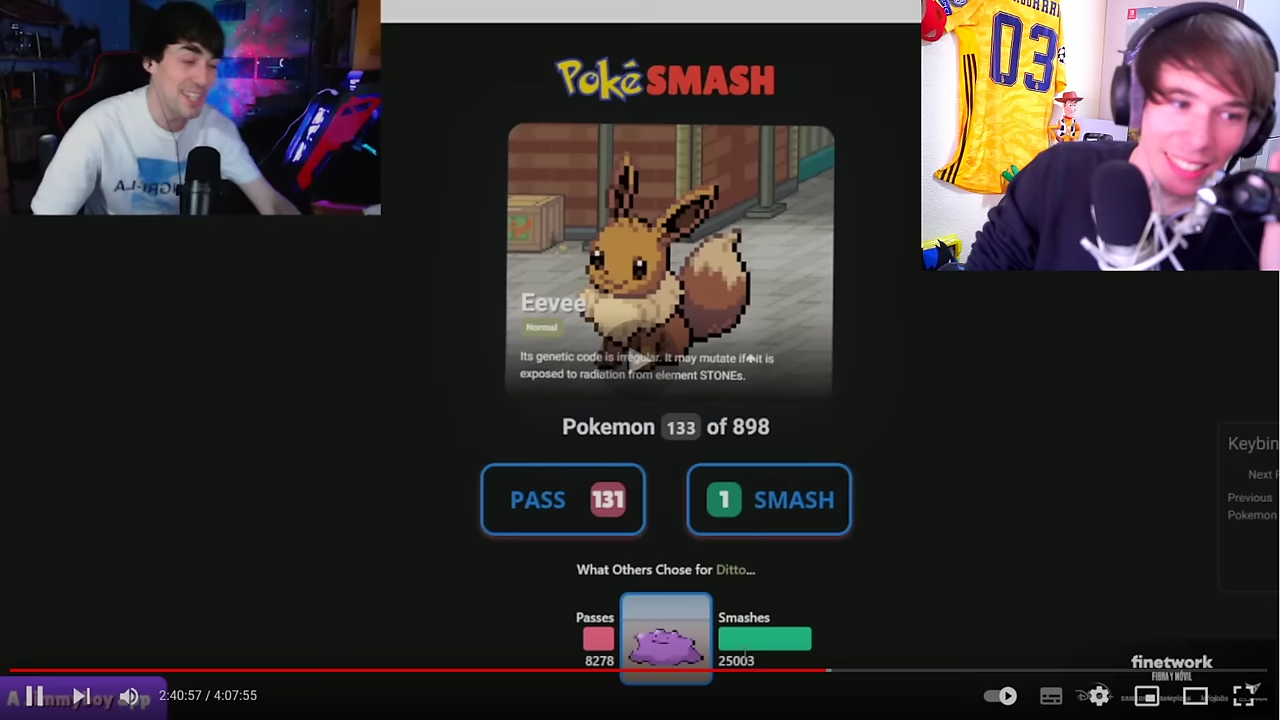 03
PokéSMASH
Eevee
Normal
Its genetic code is irregular. It may mutate if it is
exposed to radiation from element STONEs.
Pokemon 133 of 898
Keybin
PASS 131
1 SMASH
Next
Previous
Pokemon
What Others Chose for Ditto...
Passes
Smashes
8278
25003
finetwork
FIBRA Y MÓVIL
2:40:57 / 4:07:55